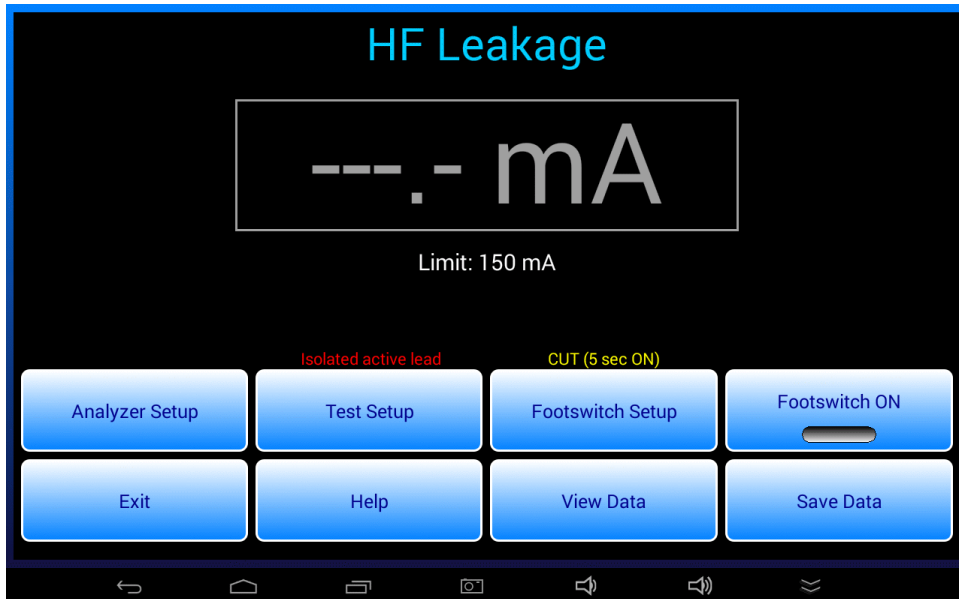 HF Leakage
---.- mA
Limit: 150 mA
Isolated active lead
CUT (5 sec ON)
Analyzer Setup
Test Setup
Footswitch Setup
Footswitch ON
Exit
Help
View Data
Save Data